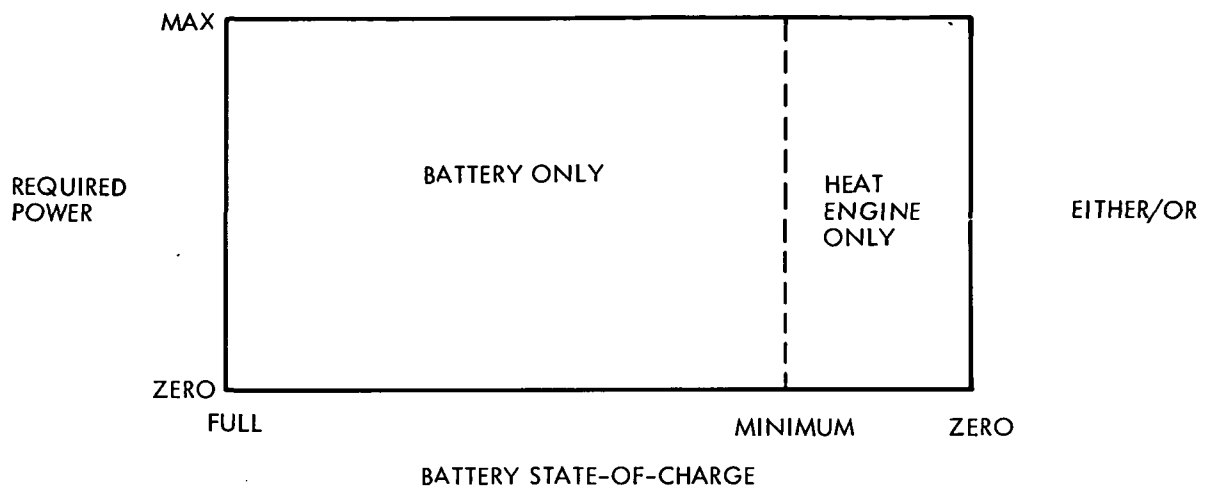 MAX
BATTERY ONLY
REQUIRED
POWER
HEAT
ENGINE
ONLY
EITHER/OR
ZERO
FULL
MINIMUM
ZERO
BATTERY STATE-OF-CHARGE